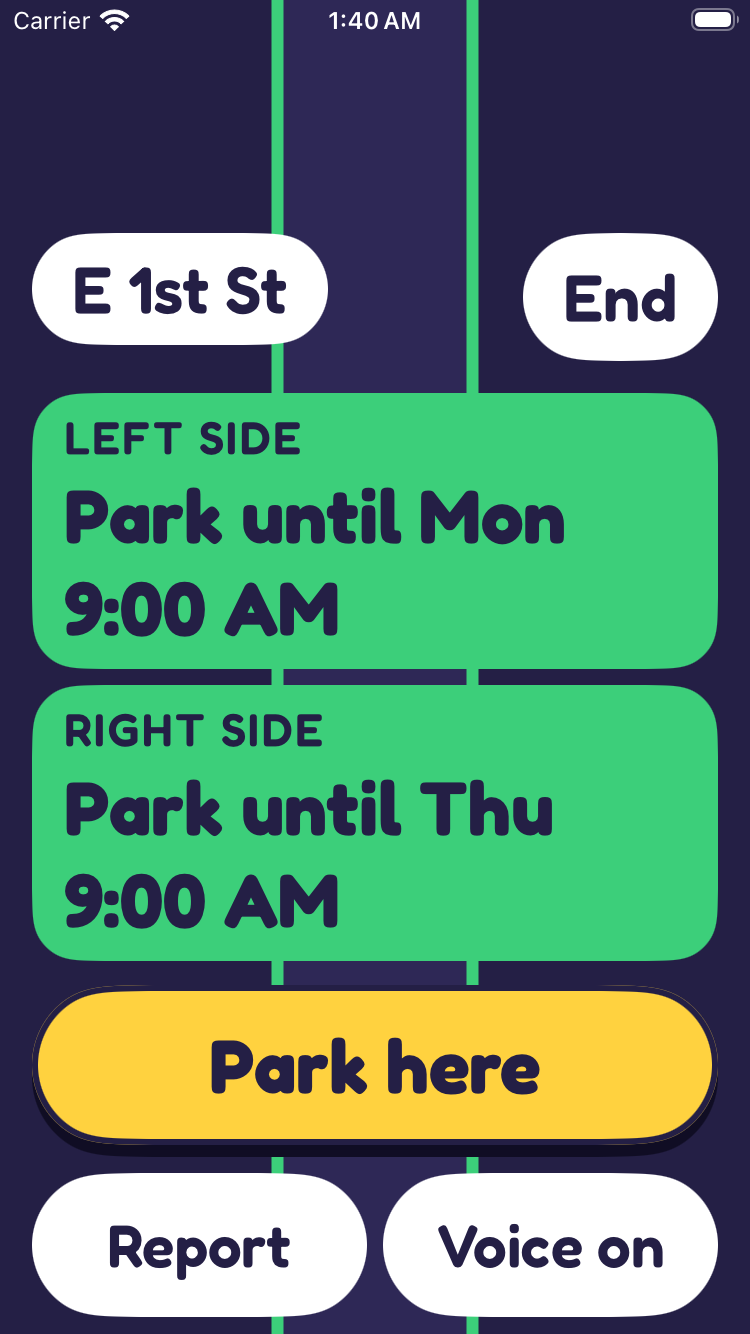 Carrier 1:40 AM
E 1st St
End
LEFT SIDE
Park until Mon
9:00 AM
RIGHT SIDE
Park until Thu
9:00 AM
Park here
Report
Voice on